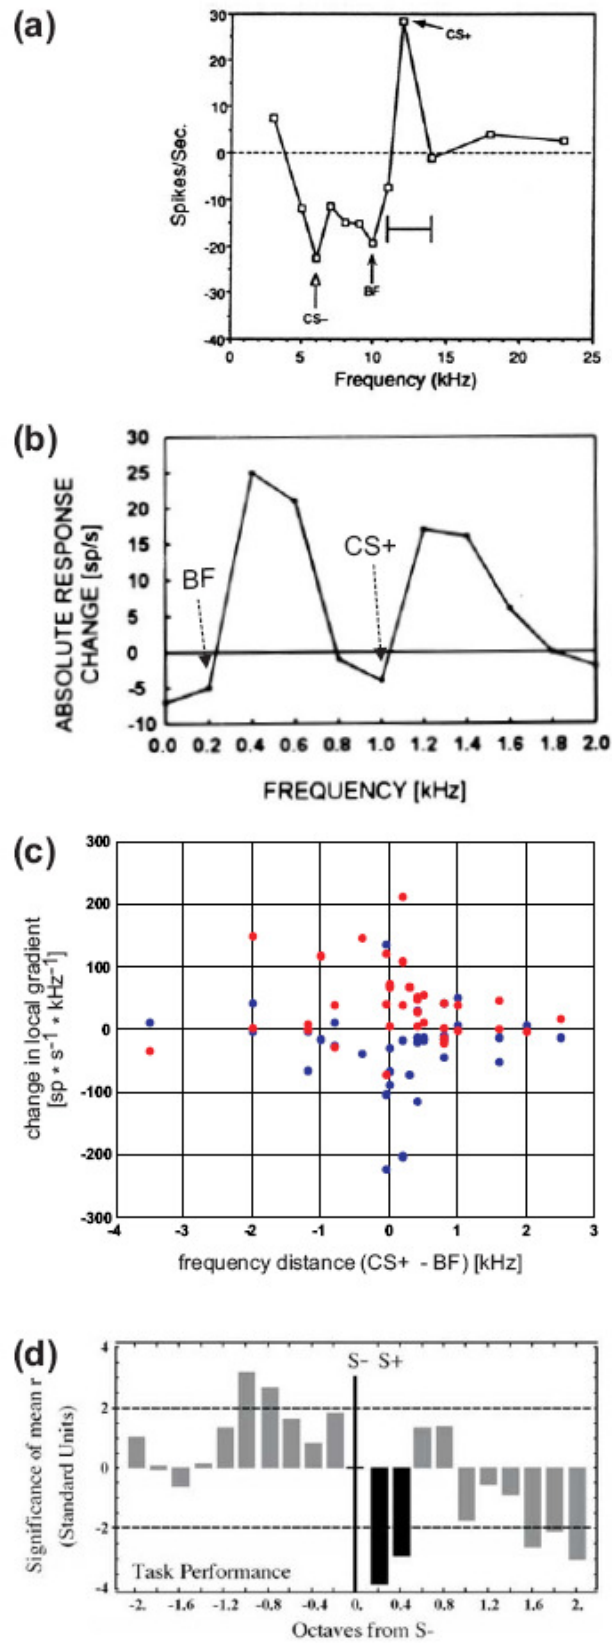 (a)
30
20
10
0
-10
-20
-30
-40
Spikes/Sec.
CS+
BF
CS-
0 5 10 15 20 25
Frequency (kHz)
(b)
30
25
20
15
10
5
0
-5
-10
ABSOLUTE RESPONSE
CHANGE [sp/s]
BF
CS+
0.0 0.2 0.4 0.6 0.8 1.0 1.2 1.4 1.6 1.8 2.0
FREQUENCY [kHz]
(c)
300
200
100
0
-100
-200
-300
change in local gradient
[sp * s⁻¹ * kHz⁻¹]
-4 -3 -2 -1 0 1 2 3
frequency distance (CS+ - BF) [kHz]
(d)
4
2
0
-2
-4
Significance of mean r
(Standard Units)
S- S+
Task Performance
-2. -1.6 -1.2 -0.8 -0.4 0. 0.4 0.8 1.2 1.6 2.
Octaves from S-